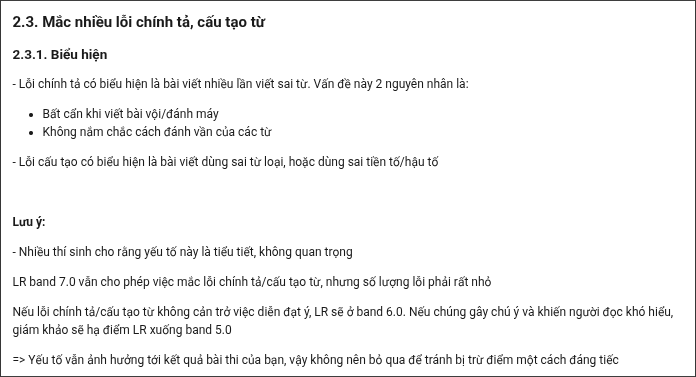 2.3. Mắc nhiều lỗi chính tả, cấu tạo từ
2.3.1. Biểu hiện
- Lỗi chính tả có biểu hiện là bài viết nhiều lần viết sai từ. Vấn đề này 2 nguyên nhân là:
• Bất cẩn khi viết bài vội/đánh máy
• Không nắm chắc cách đánh vần của các từ
- Lỗi cấu tạo có biểu hiện là bài viết dùng sai từ loại, hoặc dùng sai tiền tố/hậu tố
Lưu ý:
- Nhiều thí sinh cho rằng yếu tố này là tiểu tiết, không quan trọng
LR band 7.0 vẫn cho phép việc mắc lỗi chính tả/cấu tạo từ, nhưng số lượng lỗi phải rất nhỏ
Nếu lỗi chính tả/cấu tạo từ không cản trở việc diễn đạt ý, LR sẽ ở band 6.0. Nếu chúng gây chú ý và khiến người đọc khó hiểu,
giám khảo sẽ hạ điểm LR xuống band 5.0
=> Yếu tố vẫn ảnh hưởng tới kết quả bài thi của bạn, vậy không nên bỏ qua để tránh bị trừ điểm một cách đáng tiếc